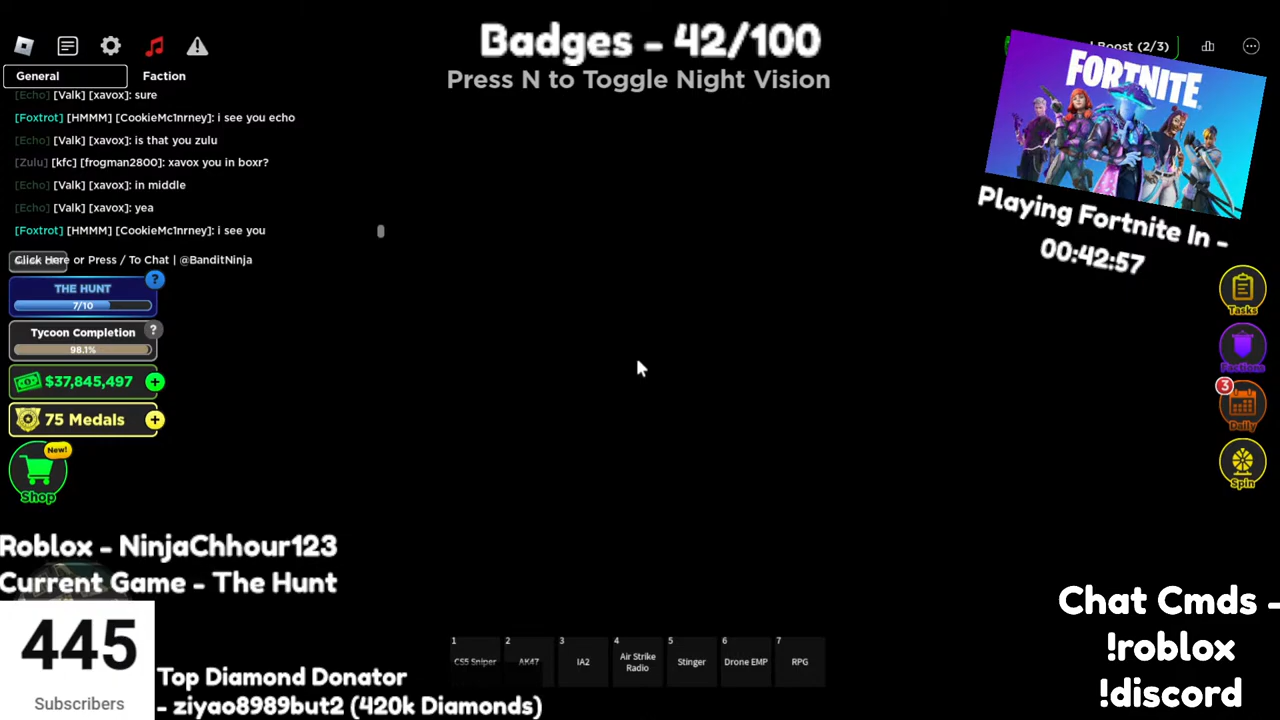 Badges - 42/100
Press N to Toggle Night Vision
Boost (2/3)
General
Faction
[Echo] [Valk] [xavox]: sure
[Foxtrot] [HMMM] [CookieMc1nrney]: i see you echo
[Echo] [Valk] [xavox]: is that you zulu
[Zulu] [kfc] [frogman2800]: xavox you in boxr?
[Echo] [Valk] [xavox]: in middle
[Echo] [Valk] [xavox]: yea
[Foxtrot] [HMMM] [CookieMc1nrney]: i see you
Click Here or Press / To Chat | @BanditNinja
FORTNITE
Playing Fortnite In -
00:42:57
THE HUNT
?
7/10
Tycoon Completion
?
98.1%
$37,845,497
+
75 Medals
+
New!
Shop
Tasks
Factions
3
Daily
Spin
Roblox - NinjaChhour123
Current Game - The Hunt
445
Subscribers
Top Diamond Donator
- ziyao8989but2 (420k Diamonds)
1
CS5 Sniper
2
AK47
3
IA2
4
Air Strike
Radio
5
Stinger
6
Drone EMP
7
RPG
Chat Cmds -
!roblox
!discord